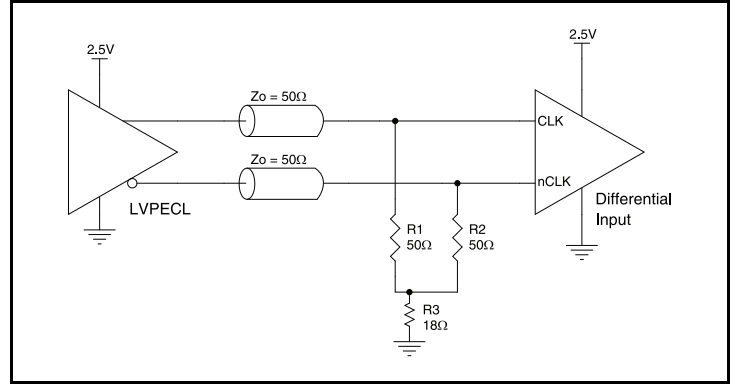 2.5V
2.5V
Zo = 50Ω
CLK
Zo = 50Ω
nCLK
LVPECL
Differential
Input
R1
50Ω
R2
50Ω
R3
18Ω